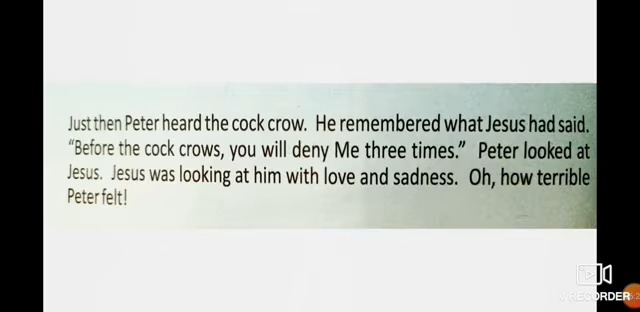 Just then Peter heard the cock crow. He remembered what Jesus had said.
"Before the cock crows, you will deny Me three times." Peter looked at
Jesus. Jesus was looking at him with love and sadness. Oh, how terrible
Peter felt!
RECORDER